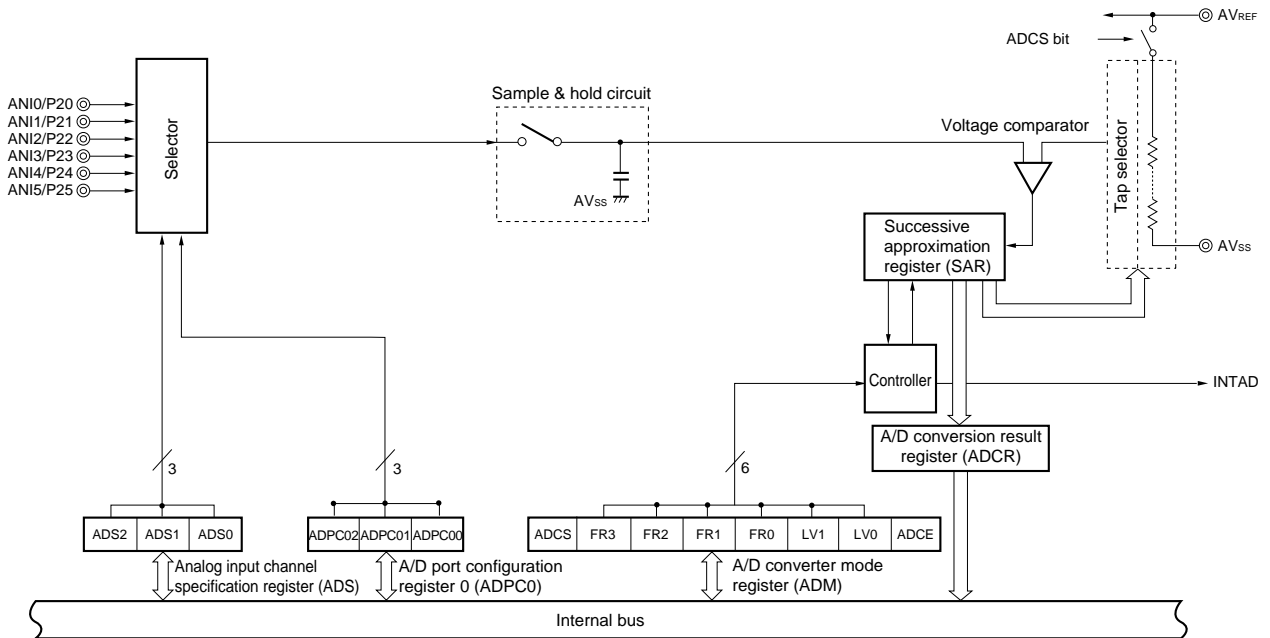 AVREF
ADCS bit
Sample & hold circuit
ANI0/P20
ANI1/P21
ANI2/P22
ANI3/P23
ANI4/P24
ANI5/P25
Selector
AVSS
Voltage comparator
Tap selector
AVSS
Successive
approximation
register (SAR)
Controller
INTAD
A/D conversion result
register (ADCR)
3
3
6
ADS2 ADS1 ADS0
ADPC02 ADPC01 ADPC00
ADCS FR3 FR2 FR1 FR0 LV1 LV0 ADCE
Analog input channel
specification register (ADS)
A/D port configuration
register 0 (ADPC0)
A/D converter mode
register (ADM)
Internal bus